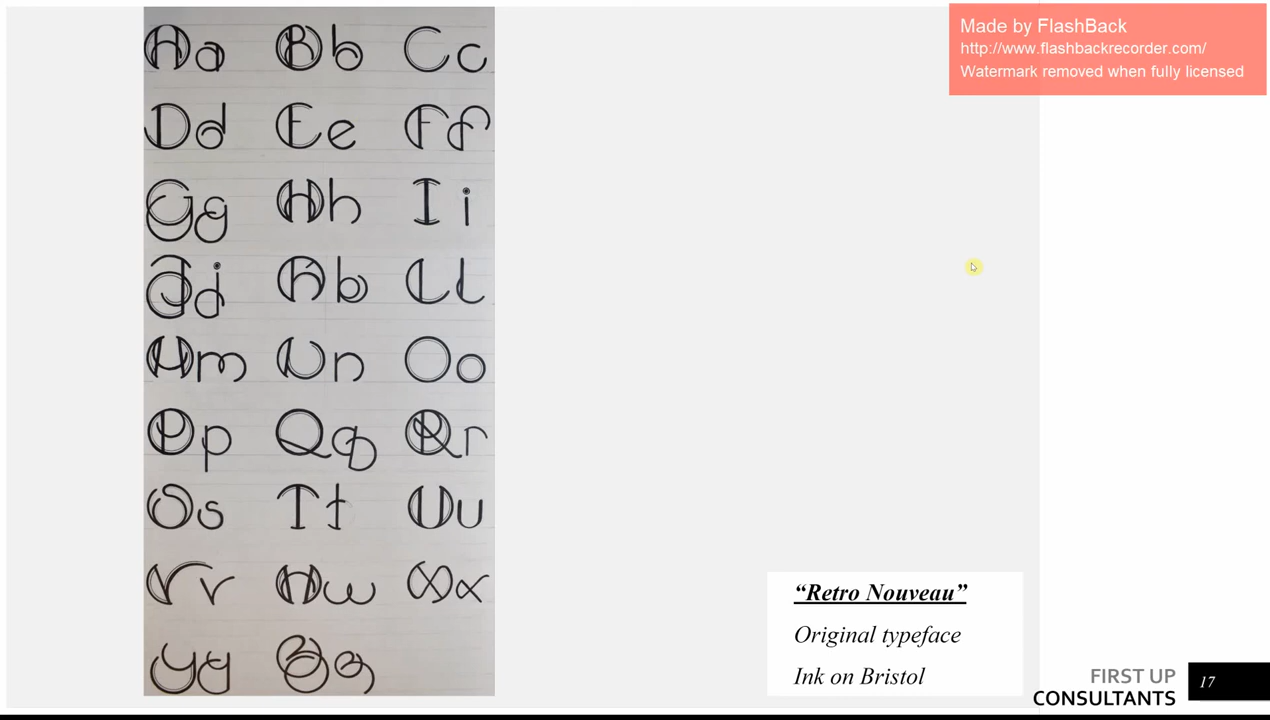 Made by FlashBack
http://www.flashbackrecorder.com/
Watermark removed when fully licensed
Aa Bb Cc
Dd Ee Ff
Gg Hh Ii
Jj Kk Ll
Mm Nn Oo
Pp Qq Rr
Ss Tt Uu
Vv Ww Xx
Yy Zz
“Retro Nouveau”
Original typeface
Ink on Bristol
FIRST UP
CONSULTANTS
17